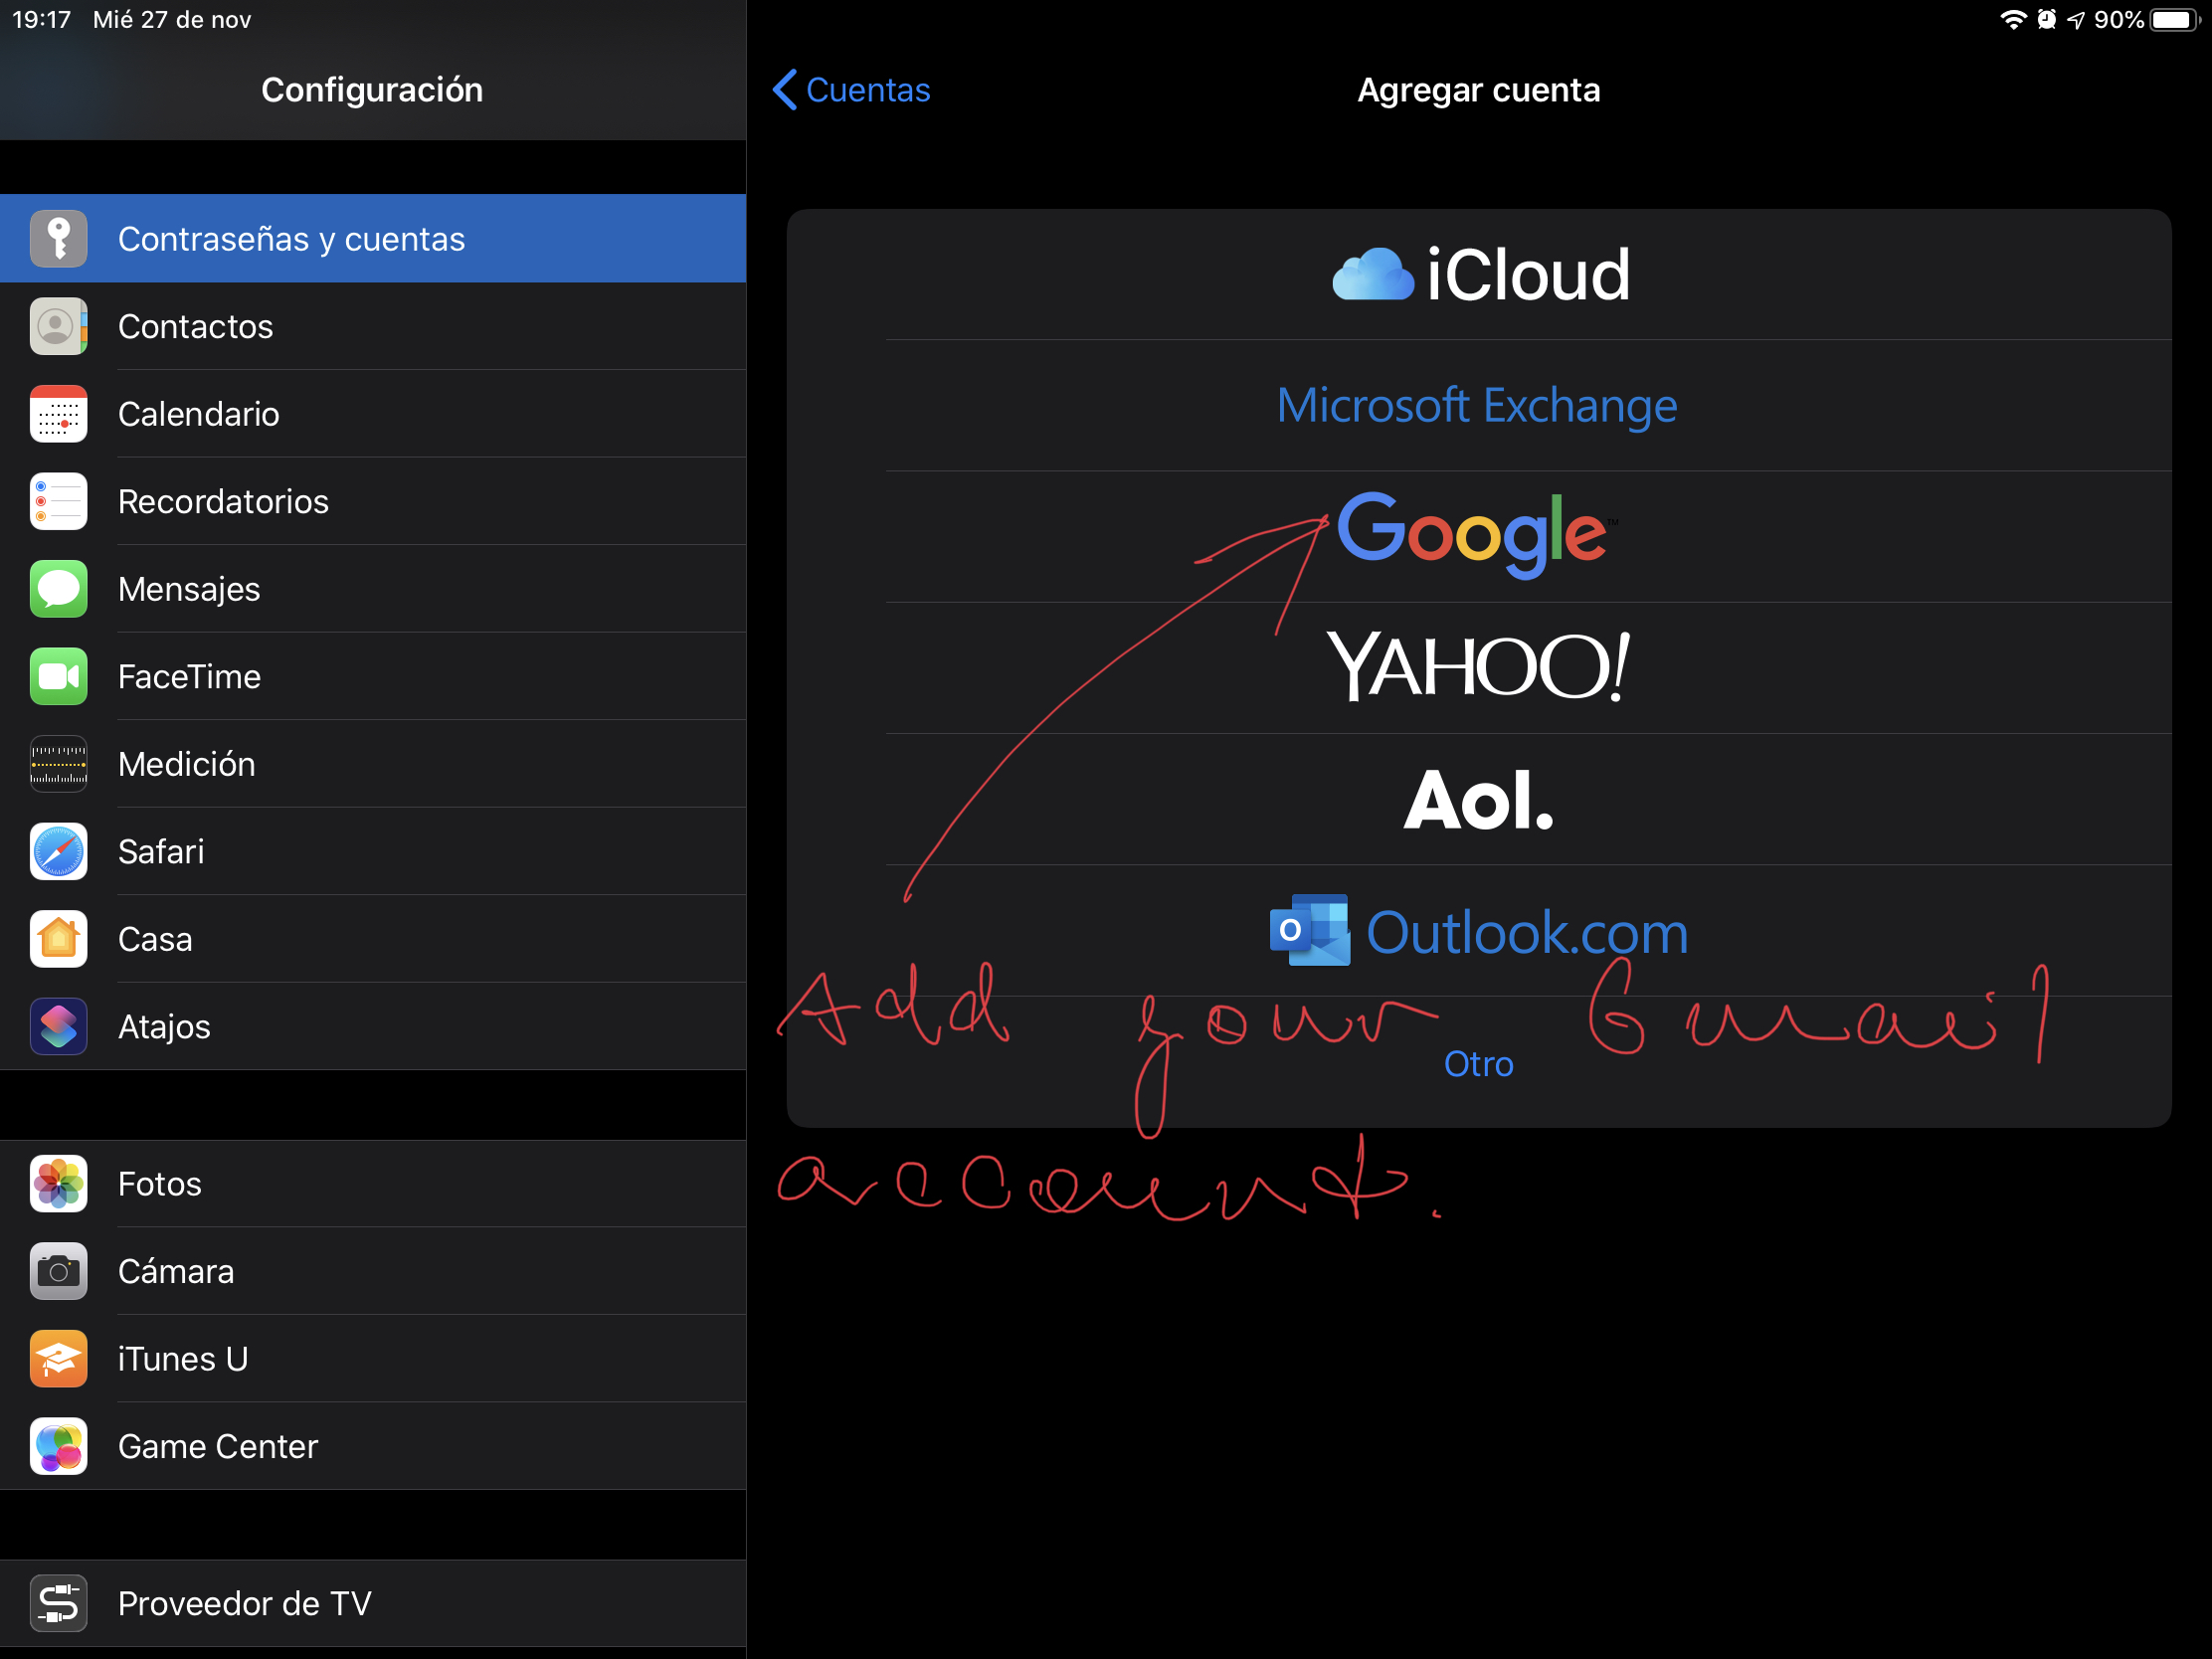 19:17 Mié 27 de nov
90%
Configuración
Contraseñas y cuentas
Contactos
Calendario
Recordatorios
Mensajes
FaceTime
Medición
Safari
Casa
Atajos
Fotos
Cámara
iTunes U
Game Center
Proveedor de TV
Cuentas
Agregar cuenta
iCloud
Microsoft Exchange
Google™
YAHOO!
Aol.
O Outlook.com
Otro
Add your Gmail
account.